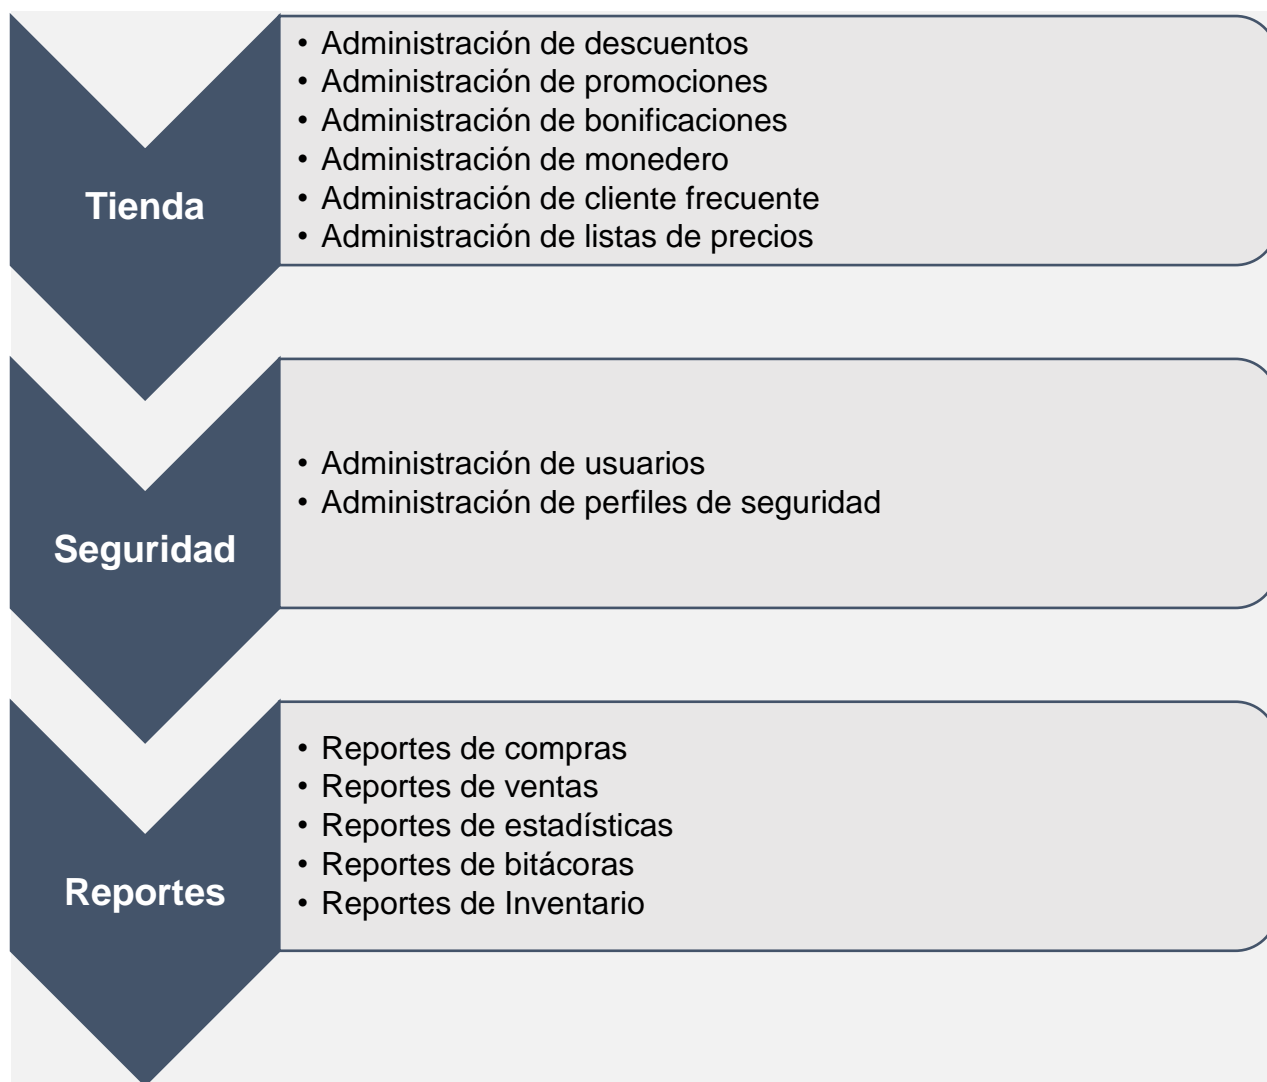 Tienda
• Administración de descuentos
• Administración de promociones
• Administración de bonificaciones
• Administración de monedero
• Administración de cliente frecuente
• Administración de listas de precios
Seguridad
• Administración de usuarios
• Administración de perfiles de seguridad
Reportes
• Reportes de compras
• Reportes de ventas
• Reportes de estadísticas
• Reportes de bitácoras
• Reportes de Inventario